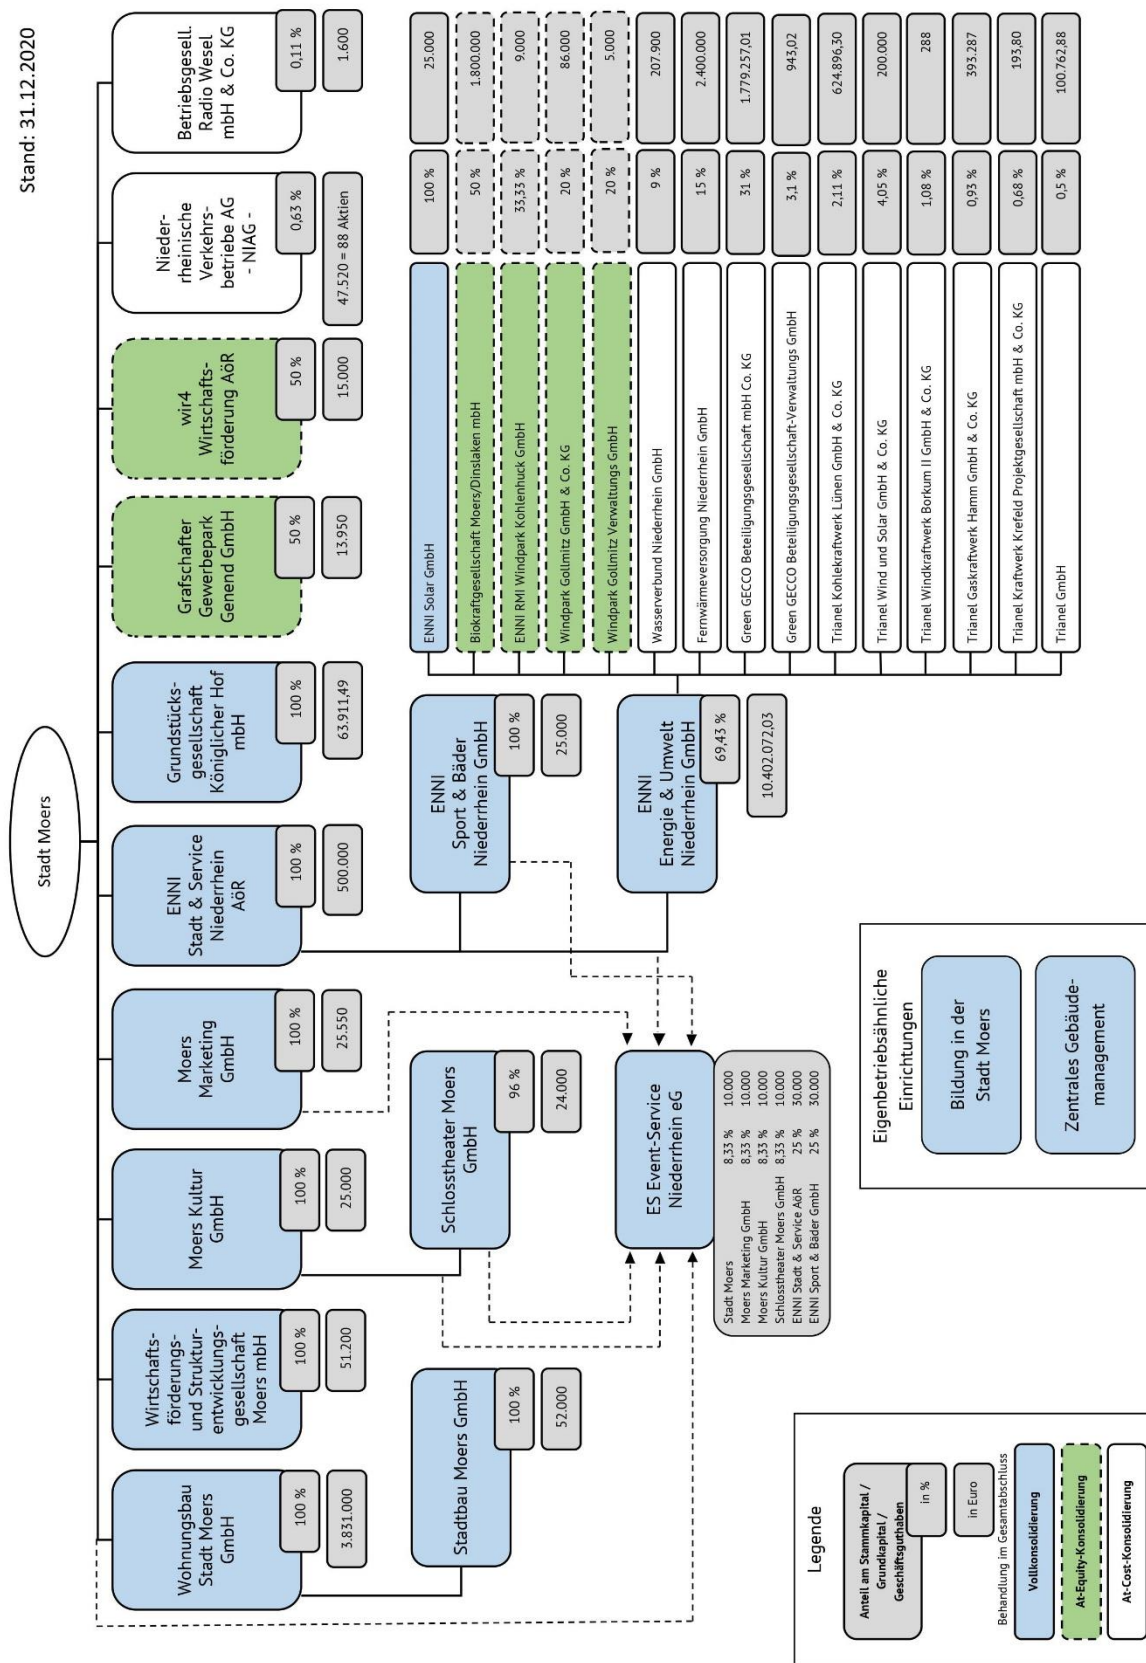 Stand: 31.12.2020
Stadt Moers
Wohnungsbau
Stadt Moers
GmbH
100 %
3.831.000
Wirtschafts-
förderungs-
und Struktur-
entwicklungs-
gesellschaft
Moers mbH
100 %
51.200
Moers Kultur
GmbH
100 %
25.000
Moers
Marketing
GmbH
100 %
25.550
ENNI
Stadt & Service
Niederrhein
AöR
100 %
500.000
Grundstücks-
gesellschaft
Königlicher Hof
mbH
100 %
63.911,49
Grafschafter
Gewerbepark
Genend GmbH
50 %
13.950
wir4
Wirtschafts-
förderung AöR
50 %
15.000
Nieder-
rheinische
Verkehrs-
betriebe AG
- NIAG -
0,63 %
47.520 = 88 Aktien
Betriebsgesell.
Radio Wesel
mbH & Co. KG
0,11 %
1.600
Stadtbau Moers GmbH
100 %
52.000
Schlosstheater Moers
GmbH
96 %
24.000
ENNI
Sport & Bäder
Niederrhein GmbH
100 %
25.000
ES Event-Service
Niederrhein eG
Stadt Moers 8,33 % 10.000
Moers Marketing GmbH 8,33 % 10.000
Moers Kultur GmbH 8,33 % 10.000
Schlosstheater Moers GmbH 8,33 % 10.000
ENNI Stadt & Service AöR 25 % 30.000
ENNI Sport & Bäder GmbH 25 % 30.000
ENNI
Energie & Umwelt
Niederrhein GmbH
69,43 %
10.402.072,03
ENNI Solar GmbH 100 % 25.000
Biokraftgesellschaft Moers/Dinslaken mbH 50 % 1.800.000
ENNI RMI Windpark Kohlenhuck GmbH 33,33 % 9.000
Windpark Gollmitz GmbH & Co. KG 20 % 86.000
Windpark Gollmitz Verwaltungs GmbH 20 % 5.000
Wasserverbund Niederrhein GmbH 9 % 207.900
Fernwärmeversorgung Niederrhein GmbH 15 % 2.400.000
Green GECCO Beteiligungsgesellschaft mbH Co. KG 31 % 1.779.257,01
Green GECCO Beteiligungsgesellschaft-Verwaltungs GmbH 3,1 % 943,02
Trianel Kohlekraftwerk Lünen GmbH & Co. KG 2,11 % 624.896,30
Trianel Wind und Solar GmbH & Co. KG 4,05 % 200.000
Trianel Windkraftwerk Borkum II GmbH & Co. KG 1,08 % 288
Trianel Gaskraftwerk Hamm GmbH & Co. KG 0,93 % 393.287
Trianel Kraftwerk Krefeld Projektgesellschaft mbH & Co. KG 0,68 % 193,80
Trianel GmbH 0,5 % 100.762,88
Legende
Anteil am Stammkapital /
Grundkapital /
Geschäftsguthaben
in %
in Euro
Behandlung im Gesamtabschluss
Vollkonsolidierung
At-Equity-Konsolidierung
At-Cost-Konsolidierung
Eigenbetriebsähnliche
Einrichtungen
Bildung in der
Stadt Moers
Zentrales Gebäude-
management